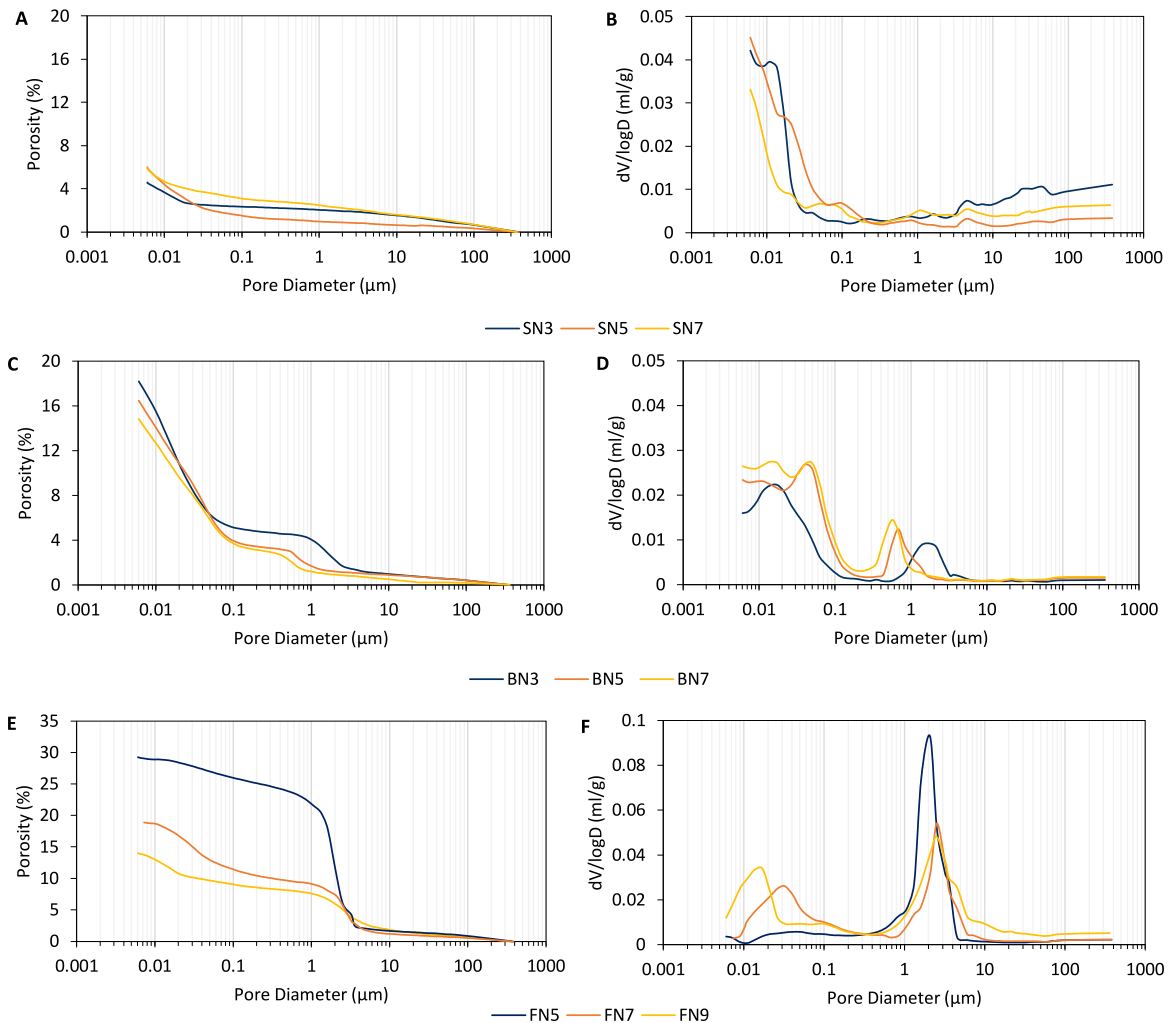 A
Porosity (%)
20
16
12
8
4
0
0.001 0.01 0.1 1 10 100 1000
Pore Diameter (µm)
B
dV/logD (ml/g)
0.05
0.04
0.03
0.02
0.01
0
0.001 0.01 0.1 1 10 100 1000
Pore Diameter (µm)
SN3 SN5 SN7
C
Porosity (%)
20
16
12
8
4
0
0.001 0.01 0.1 1 10 100 1000
Pore Diameter (µm)
D
dV/logD (ml/g)
0.05
0.04
0.03
0.02
0.01
0
0.001 0.01 0.1 1 10 100 1000
Pore Diameter (µm)
BN3 BN5 BN7
E
Porosity (%)
35
30
25
20
15
10
5
0
0.001 0.01 0.1 1 10 100 1000
Pore Diameter (µm)
F
dV/logD (ml/g)
0.1
0.08
0.06
0.04
0.02
0
0.001 0.01 0.1 1 10 100 1000
Pore Diameter (µm)
FN5 FN7 FN9